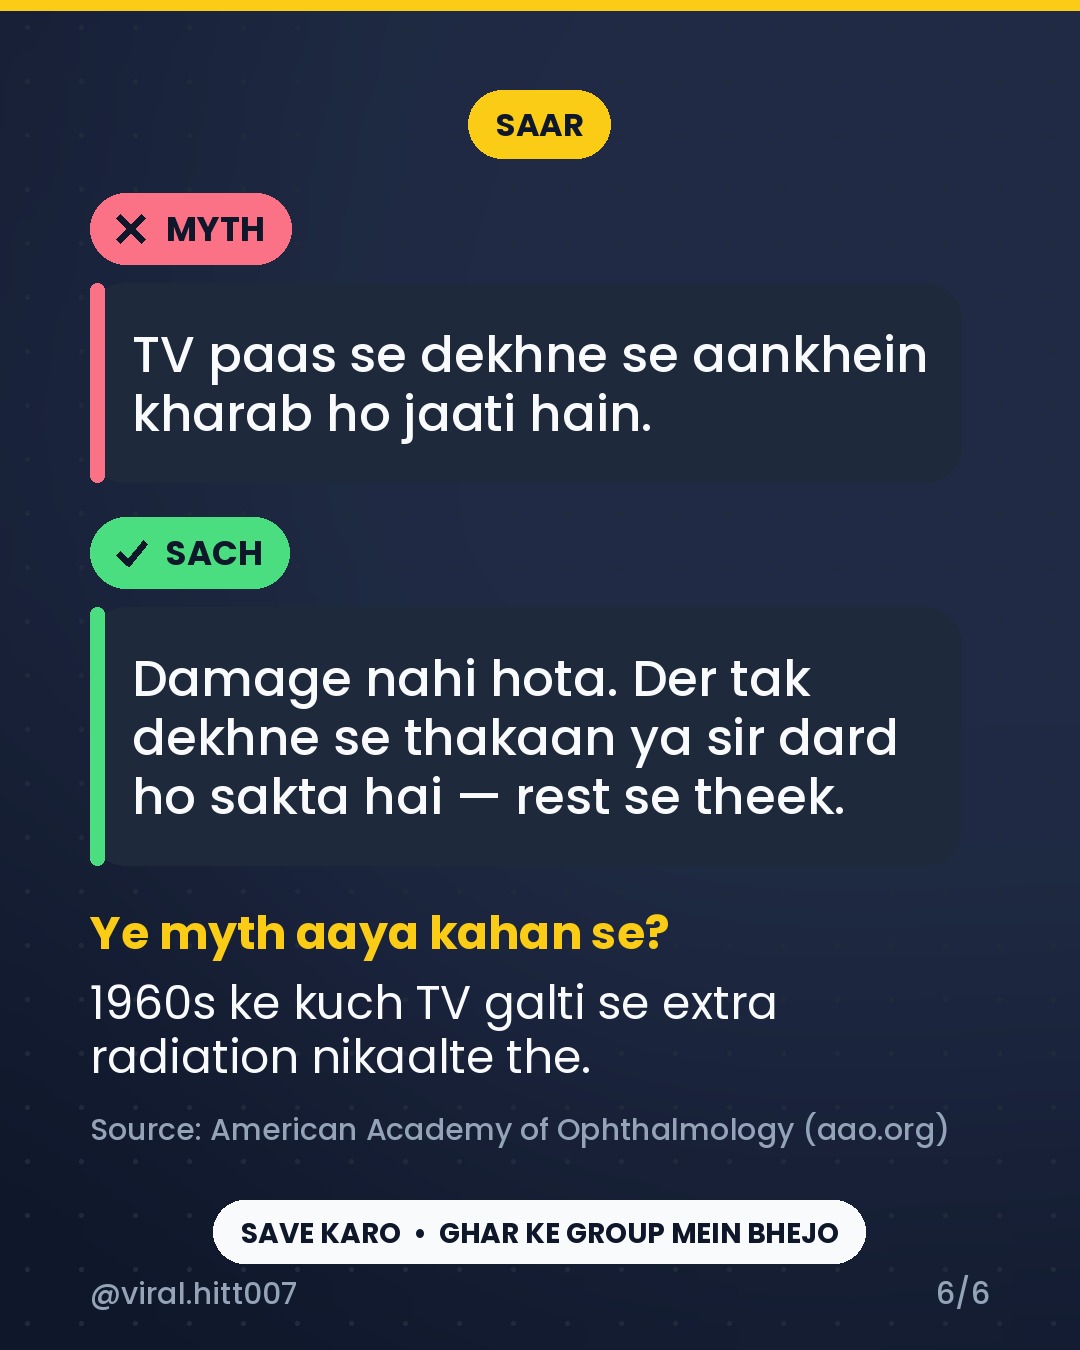 SAAR
MYTH
TV paas se dekhne se aankhein
kharab ho jaati hain.
SACH
Damage nahi hota. Der tak
dekhne se thakaan ya sir dard
ho sakta hai — rest se theek.
Ye myth aaya kahan se?
1960s ke kuch TV galti se extra
radiation nikaalte the.
Source: American Academy of Ophthalmology (aao.org)
SAVE KARO • GHAR KE GROUP MEIN BHEJO
@viral.hitt007
6/6